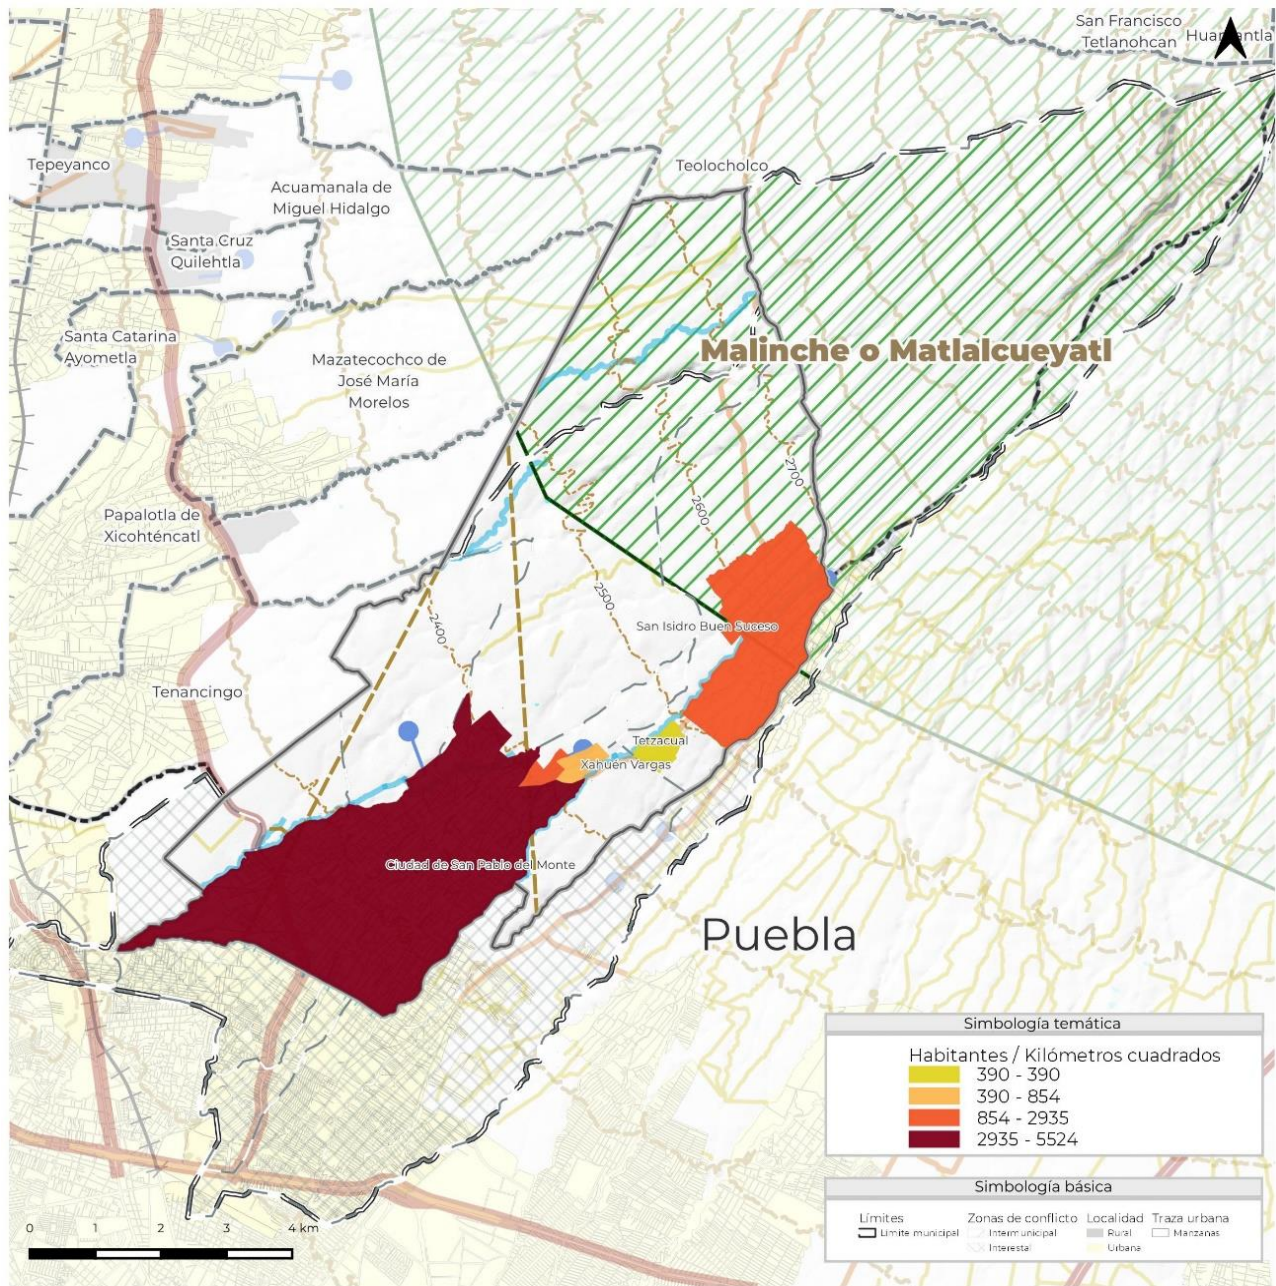 San Francisco
Tetlanohcan
Tepeyanco
Teolocholco
Acuamanala de
Miguel Hidalgo
Santa Cruz
Quilehtla
Santa Catarina
Ayometla
Malinche o Matlalcueyatl
Mazatecochco de
José María
Morelos
2700
2600
Papalotla de
Xicohténcatl
2500
2400
San Isidro Buen Suceso
Tenancingo
Tetzacual
Xahuen Vargas
Ciudad de San Pablo del Monte
Puebla
Simbología temática
Habitantes / Kilómetros cuadrados
390 - 390
390 - 854
854 - 2935
2935 - 5524
Simbología básica
Límites Zonas de conflicto Localidad Traza urbana
Límite municipal Intermunicipal Rural Manzanas
Interestal Urbana
0 1 2 3 4 km